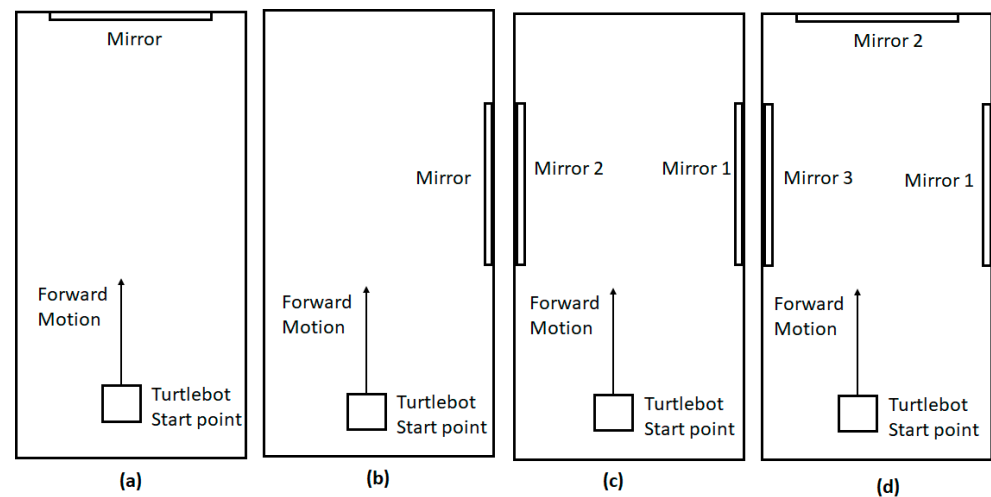 Mirror
Forward
Motion
Turtlebot
Start point
(a)
Mirror
Forward
Motion
Turtlebot
Start point
(b)
Mirror 2
Mirror 1
Forward
Motion
Turtlebot
Start point
(c)
Mirror 2
Mirror 3
Mirror 1
Forward
Motion
Turtlebot
Start point
(d)